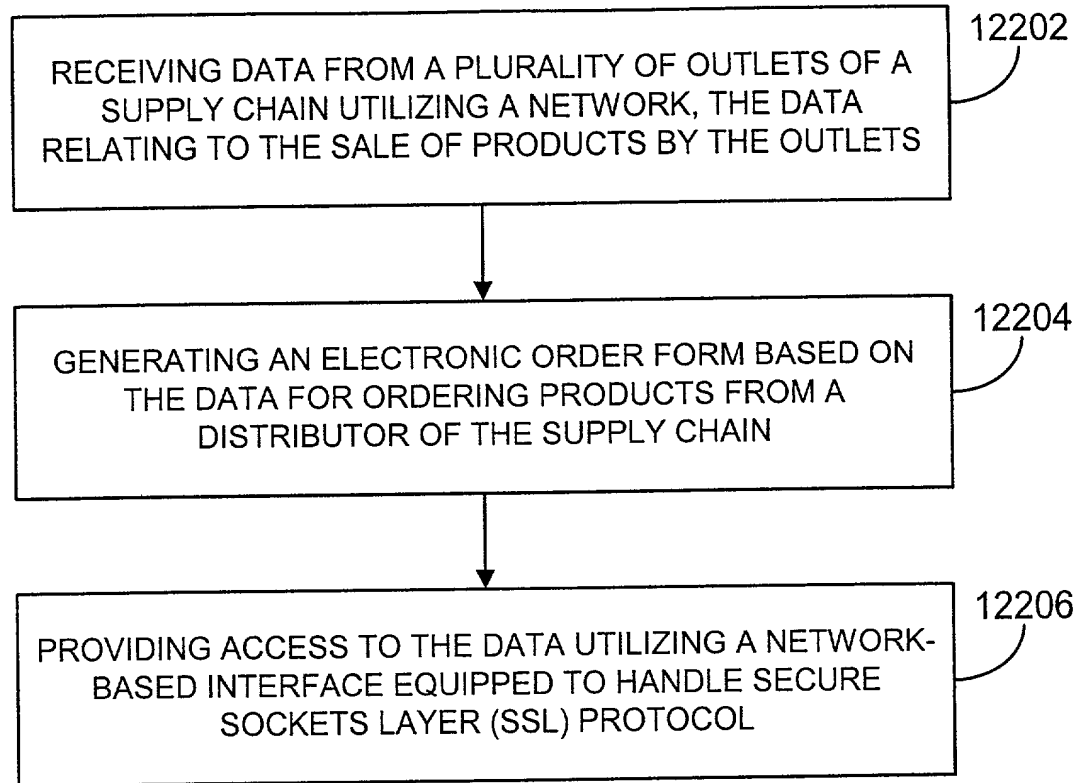 12202
RECEIVING DATA FROM A PLURALITY OF OUTLETS OF A
SUPPLY CHAIN UTILIZING A NETWORK, THE DATA
RELATING TO THE SALE OF PRODUCTS BY THE OUTLETS
12204
GENERATING AN ELECTRONIC ORDER FORM BASED ON
THE DATA FOR ORDERING PRODUCTS FROM A
DISTRIBUTOR OF THE SUPPLY CHAIN
12206
PROVIDING ACCESS TO THE DATA UTILIZING A NETWORK-
BASED INTERFACE EQUIPPED TO HANDLE SECURE
SOCKETS LAYER (SSL) PROTOCOL